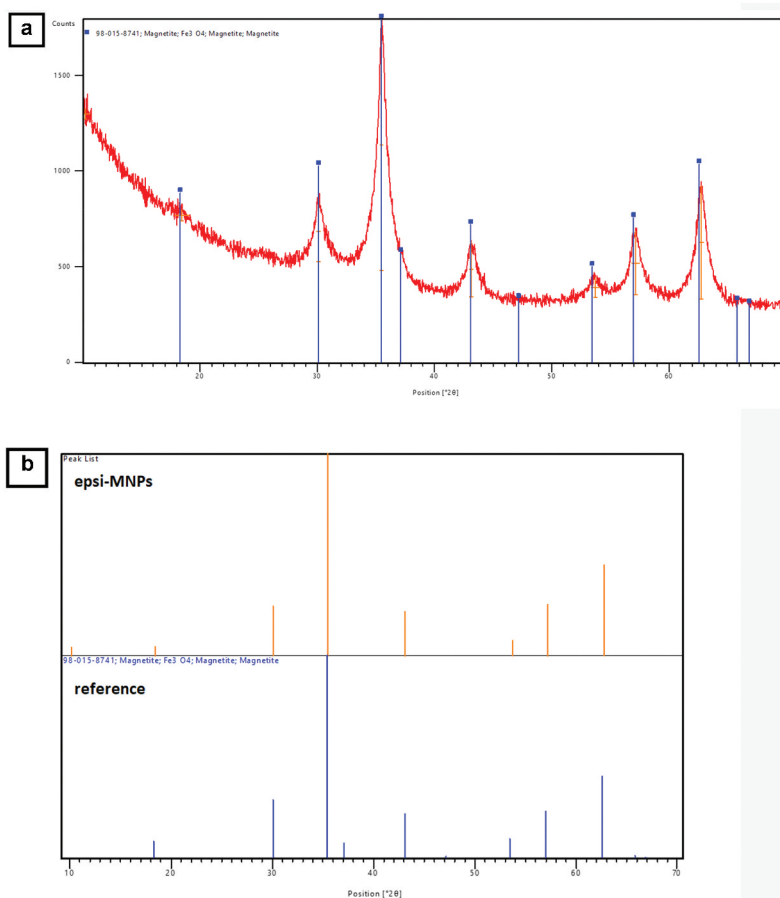 a
Counts
98-015-8741; Magnetite; Fe3 O4; Magnetite; Magnetite
1500
1000
500
0
20 30 40 50 60
Position [°2θ]
b
Peak List
epsi-MNPs
98-015-8741; Magnetite; Fe3 O4; Magnetite; Magnetite
reference
10 20 30 40 50 60 70
Position [°2θ]